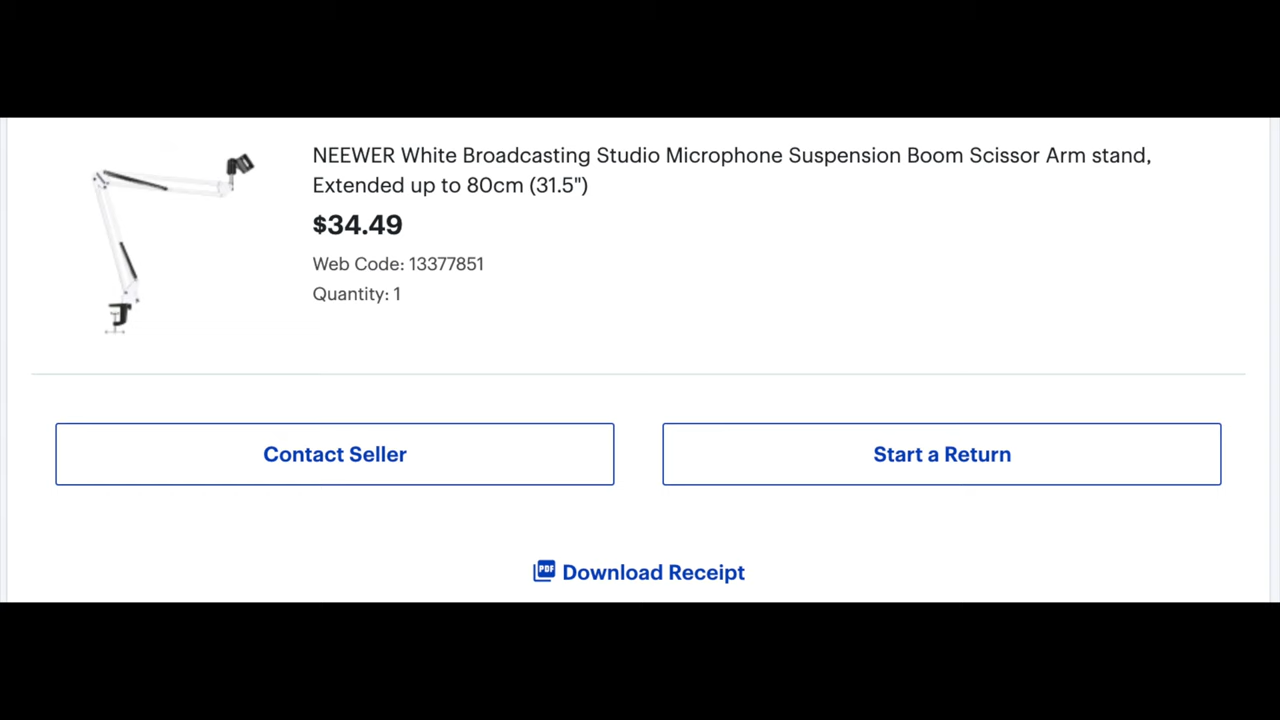 NEEWER White Broadcasting Studio Microphone Suspension Boom Scissor Arm stand,
Extended up to 80cm (31.5")
$34.49
Web Code: 13377851
Quantity: 1
Contact Seller
Start a Return
PDF Download Receipt